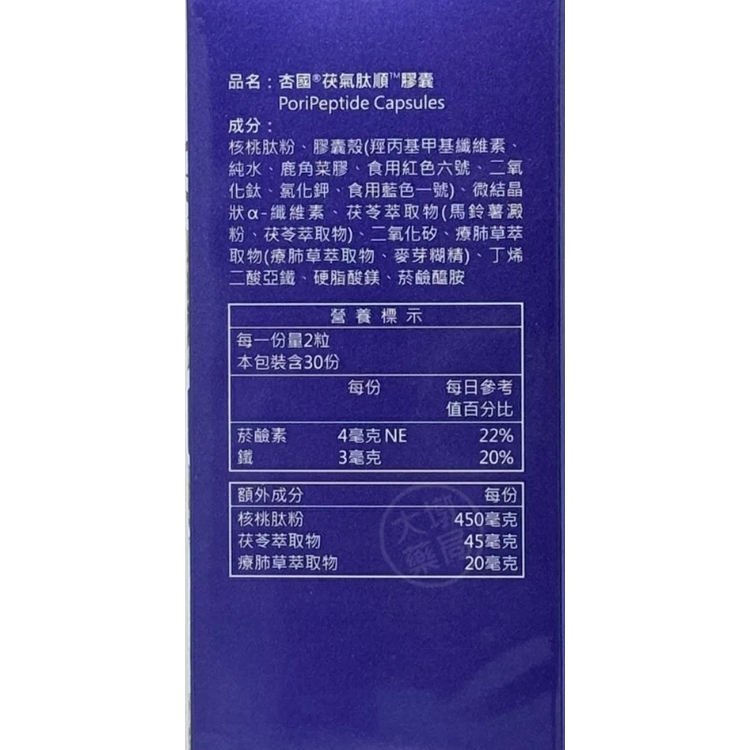 品名：杏國®茯氣肽順™膠囊
PoriPeptide Capsules
成分：
核桃肽粉、膠囊殼(羥丙基甲基纖維素、
純水、鹿角菜膠、食用紅色六號、二氧
化鈦、氯化鉀、食用藍色一號)、微結晶
狀α-纖維素、茯苓萃取物(馬鈴薯澱
粉、茯苓萃取物)、二氧化矽、療肺草萃
取物(療肺草萃取物、麥芽糊精)、丁烯
二酸亞鐵、硬脂酸鎂、菸鹼醯胺
營養標示
每一份量2粒
本包裝含30份
每份 每日參考
值百分比
菸鹼素 4毫克NE 22%
鐵 3毫克 20%
額外成分 每份
核桃肽粉 450毫克
茯苓萃取物 45毫克
療肺草萃取物 20毫克
大墩
藥局